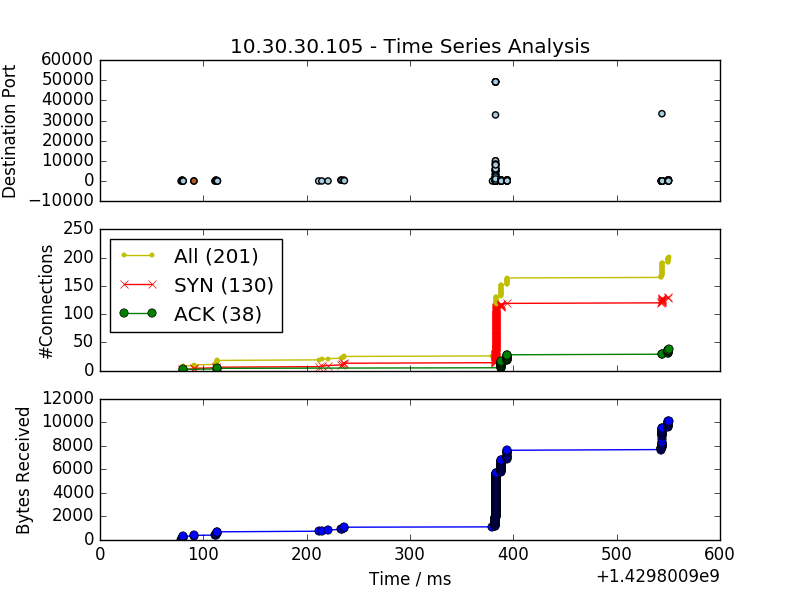 10.30.30.105 - Time Series Analysis
60000
50000
40000
30000
20000
10000
0
−10000
Destination Port
250
200
150
100
50
0
#Connections
All (201)
SYN (130)
ACK (38)
12000
10000
8000
6000
4000
2000
0
Bytes Received
0 100 200 300 400 500 600
Time / ms
+1.4298009e9